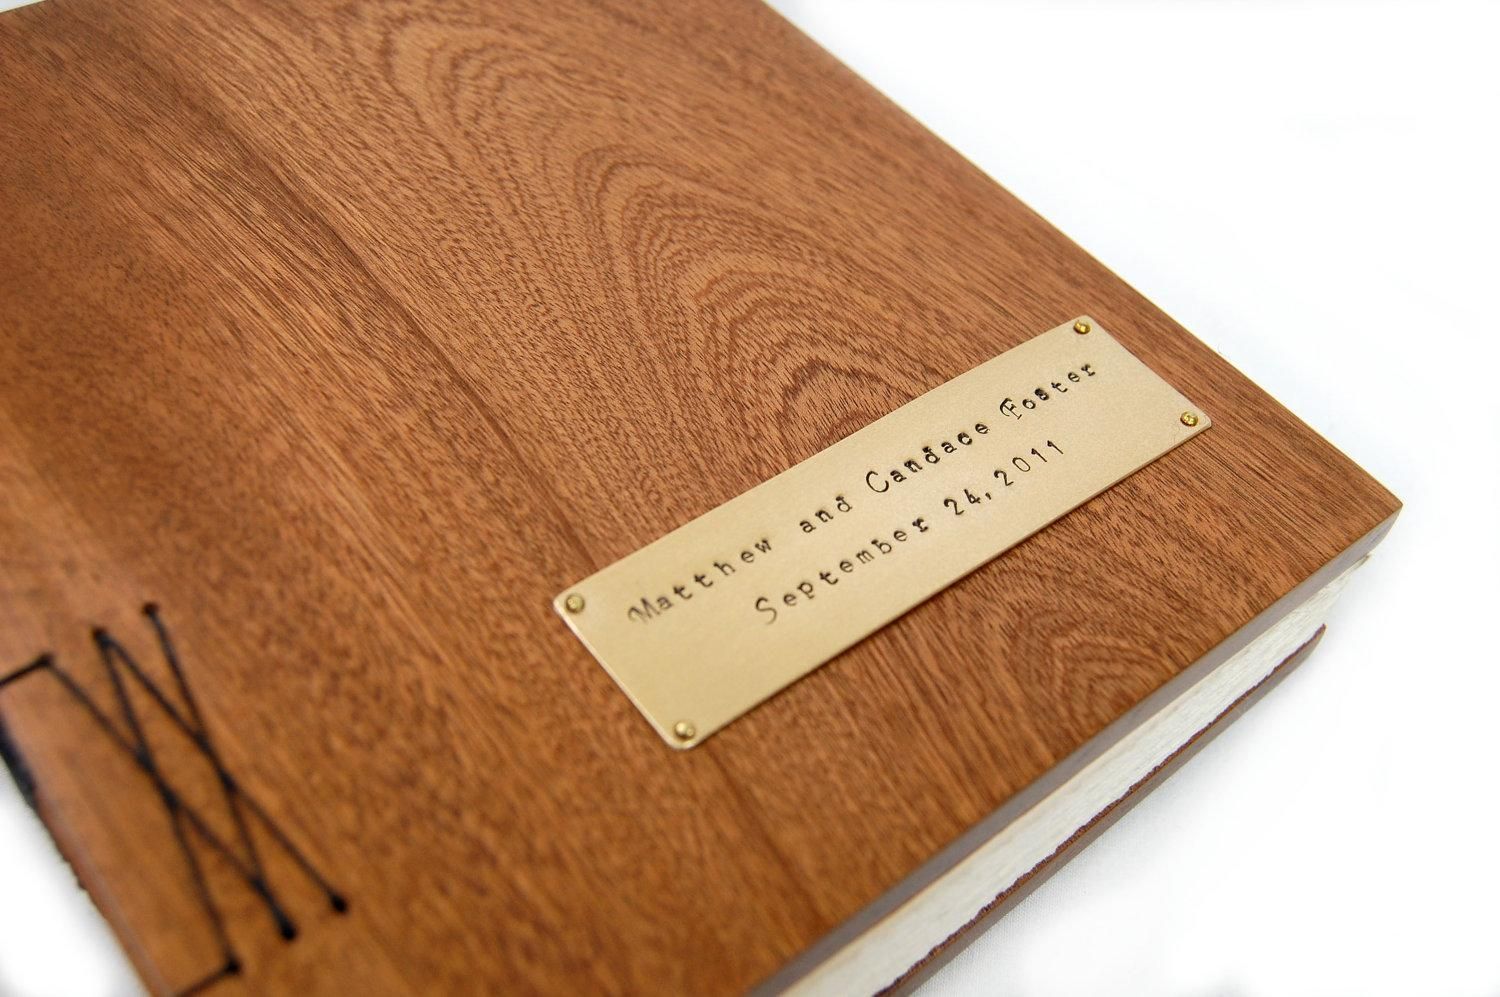 Matthew and Candace Foster
September 24, 2011